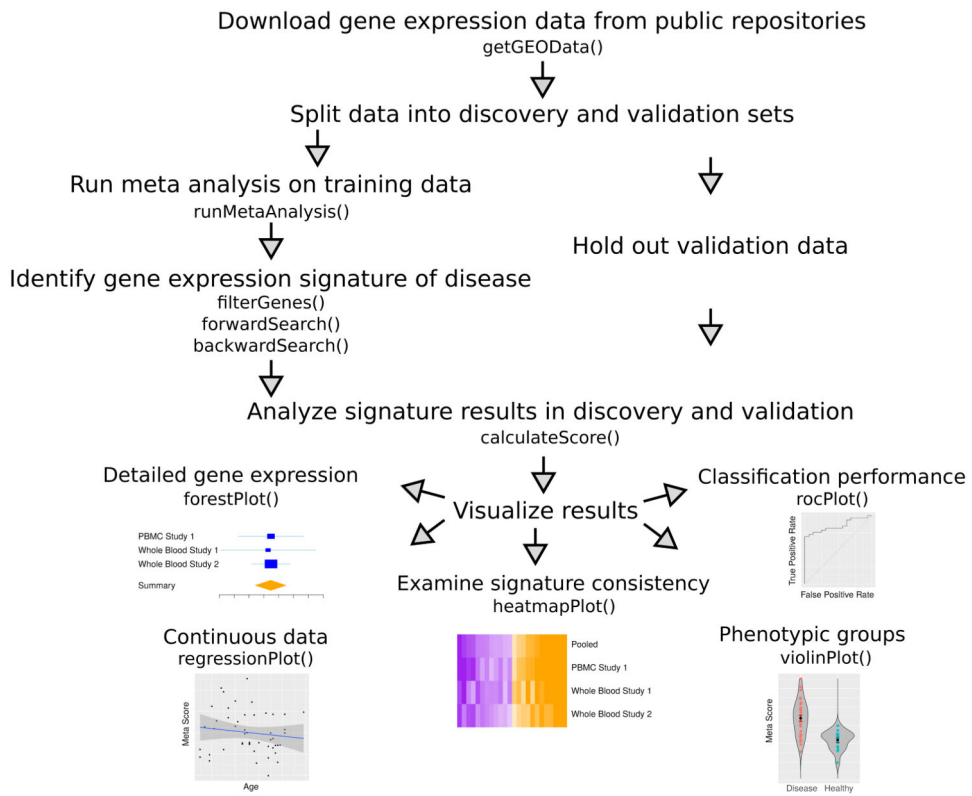 Download gene expression data from public repositories
getGEOData()
Split data into discovery and validation sets
Run meta analysis on training data
runMetaAnalysis()
Hold out validation data
Identify gene expression signature of disease
filterGenes()
forwardSearch()
backwardSearch()
Analyze signature results in discovery and validation
calculateScore()
Visualize results
Detailed gene expression
forestPlot()
PBMC Study 1
Whole Blood Study 1
Whole Blood Study 2
Summary
Classification performance
rocPlot()
True Positive Rate
False Positive Rate
Examine signature consistency
heatmapPlot()
Pooled
PBMC Study 1
Whole Blood Study 1
Whole Blood Study 2
Continuous data
regressionPlot()
Meta Score
Age
Phenotypic groups
violinPlot()
Meta Score
Disease
Healthy